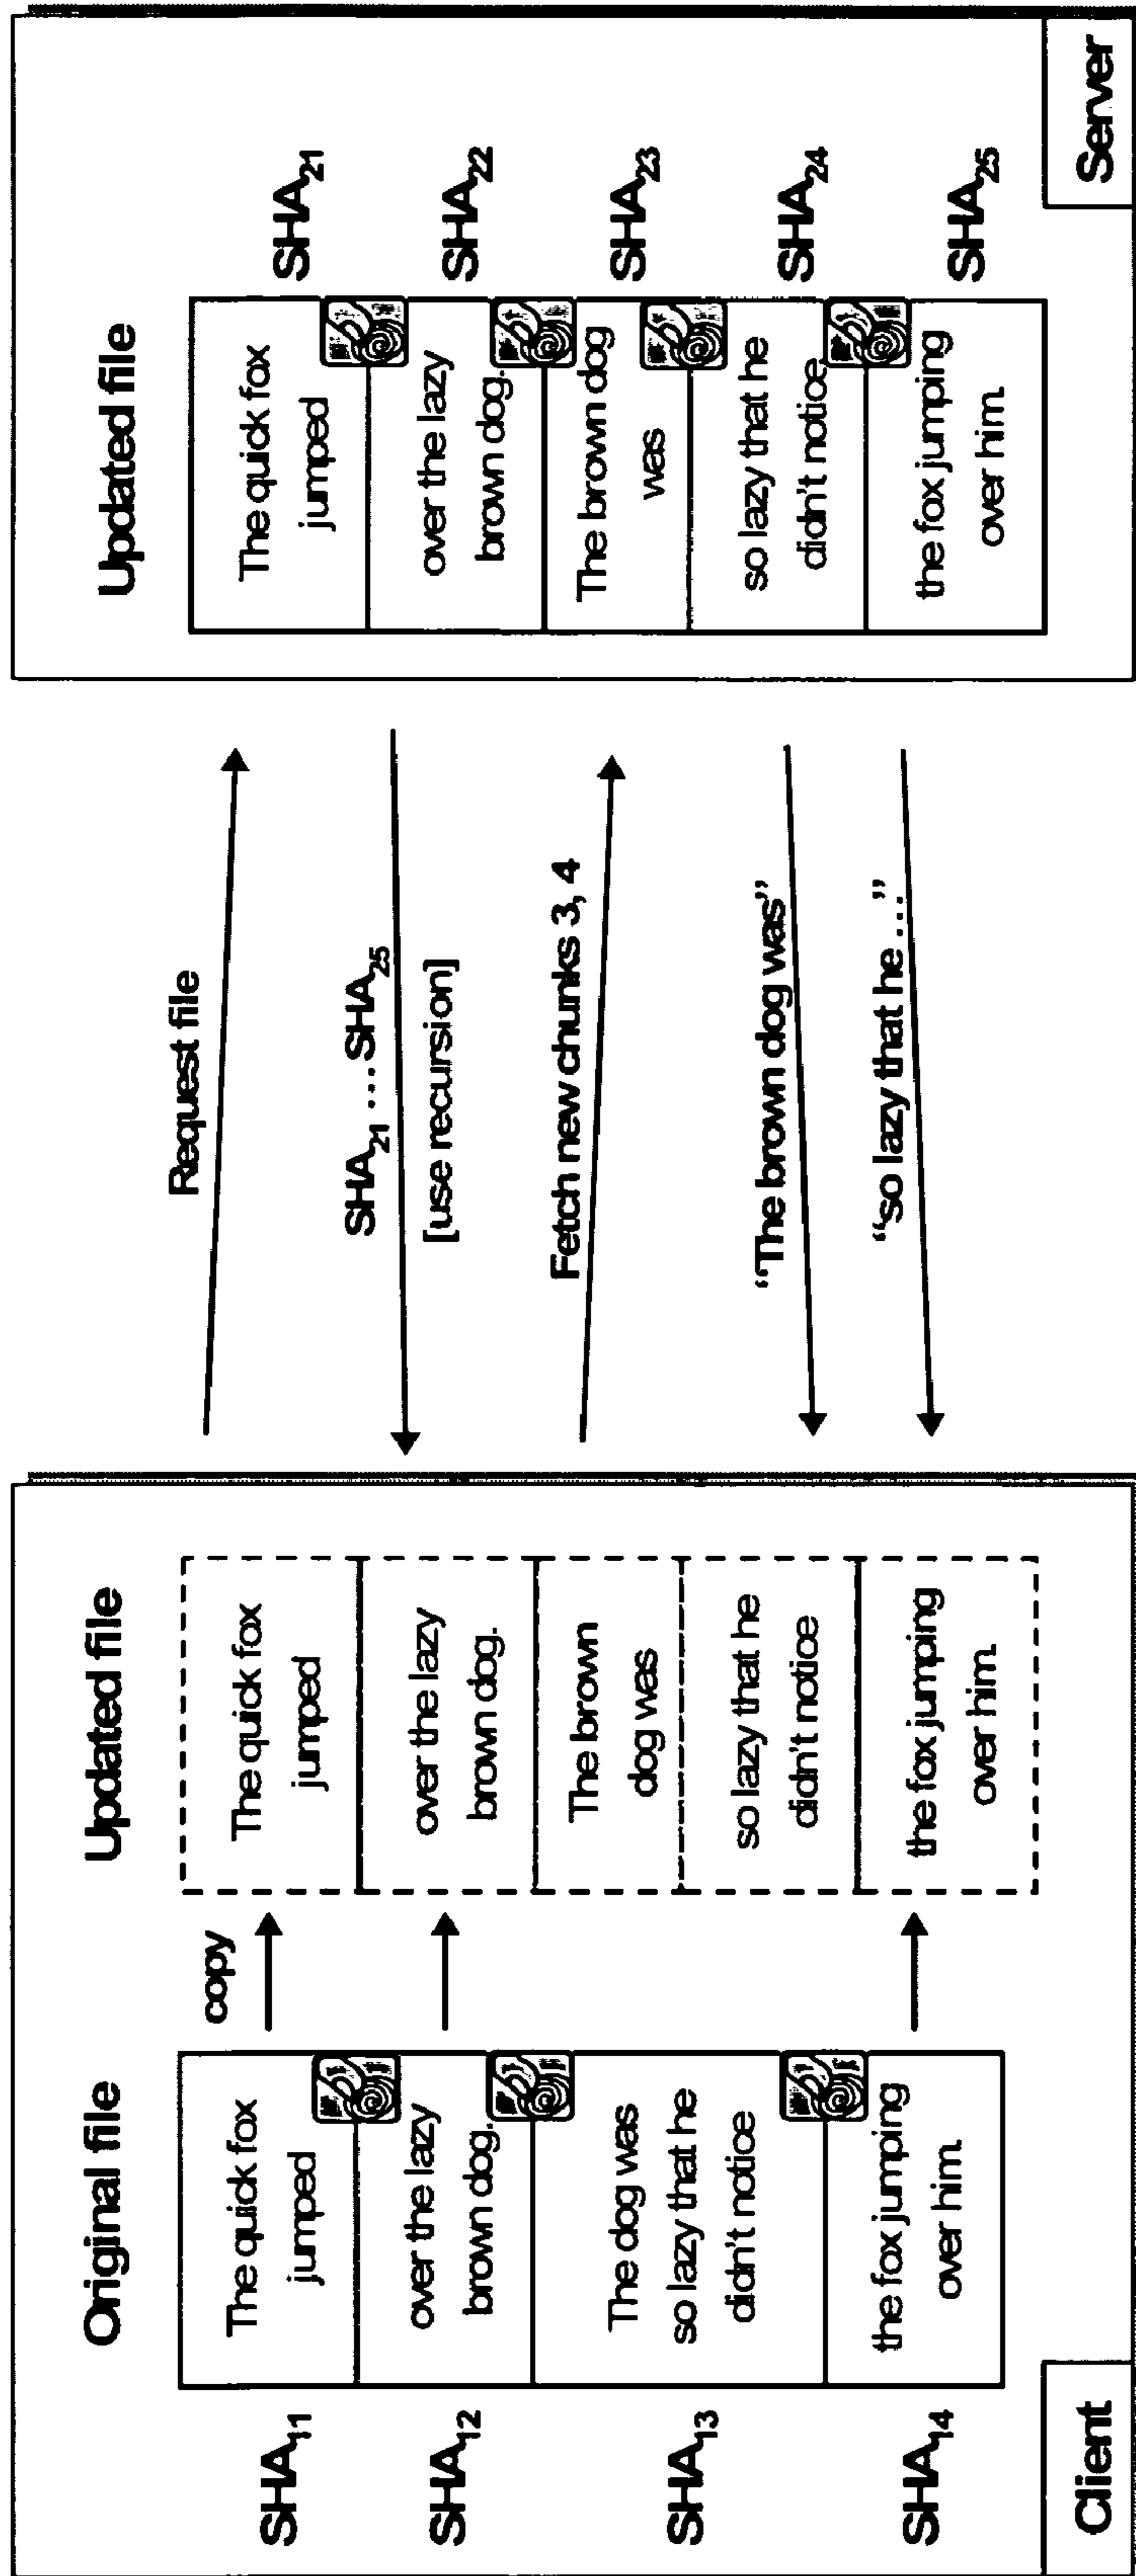 Original file
SHA11
The quick fox
jumped
SHA12
over the lazy
brown dog.
SHA13
The dog was
so lazy that he
didn't notice
SHA14
the fox jumping
over him.
copy
Updated file
The quick fox
jumped
over the lazy
brown dog.
The brown
dog was
so lazy that he
didn't notice
the fox jumping
over him.
Client
Request file
SHA21 ... SHA25
[use recursion]
Fetch new chunks 3, 4
“The brown dog was”
“so lazy that he ...”
Updated file
The quick fox
jumped
SHA21
over the lazy
brown dog.
SHA22
The brown dog
was
SHA23
so lazy that he
didn't notice
SHA24
the fox jumping
over him.
SHA25
Server